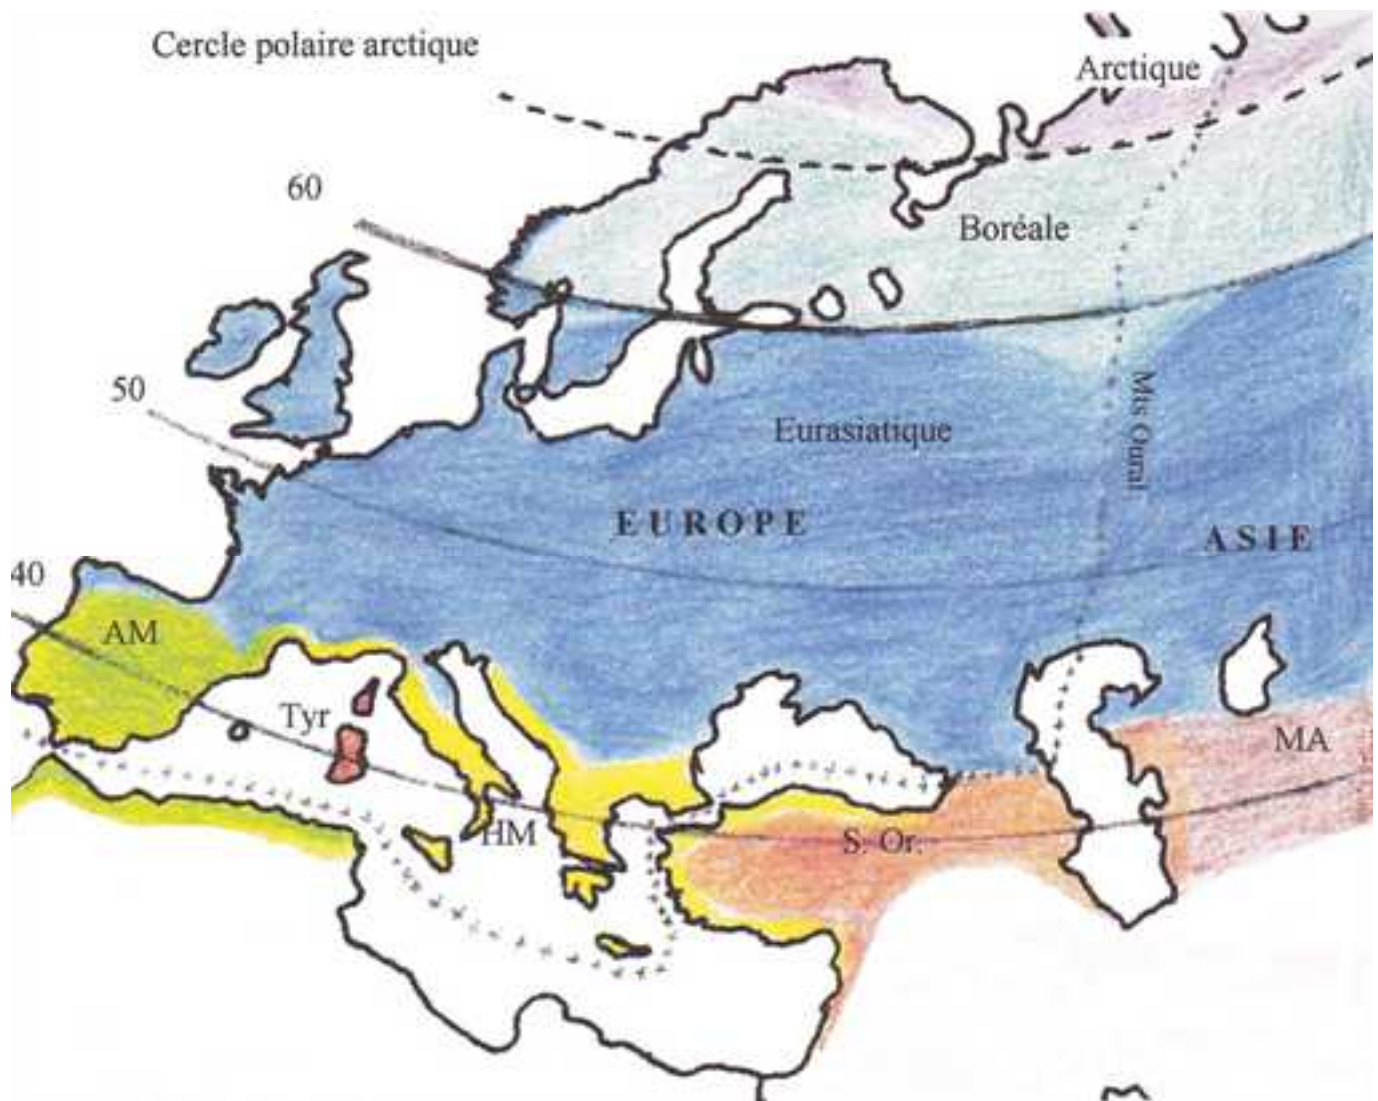 Cercle polaire arctique
Arctique
60
Boréale
50
Mts Oural
Eurasiatique
EUROPE
ASIE
40
AM
Tyr
MA
HM
S. Or.